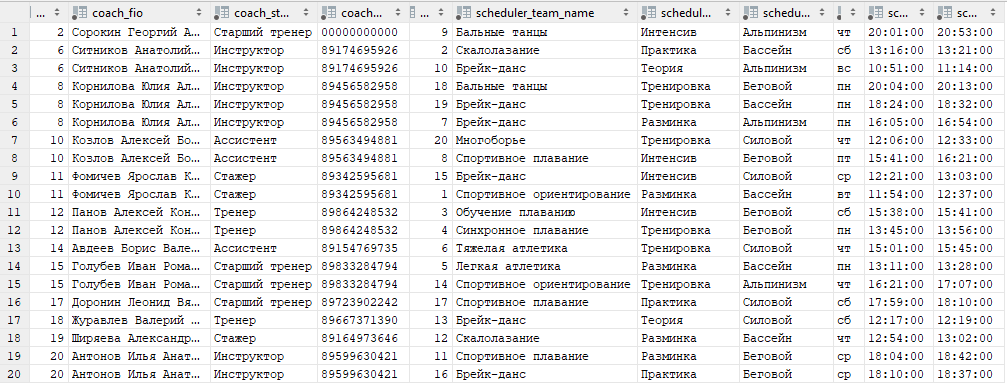 ... coach_fio coach_st... coach... ... scheduler_team_name schedul... schedu... sc... sc...
1 2 Сорокин Георгий А... Старший тренер 00000000000 9 Бальные танцы Интенсив Альпинизм чт 20:01:00 20:53:00
2 6 Ситников Анатолий... Инструктор 89174695926 2 Скалолазание Практика Бассейн сб 13:16:00 13:21:00
3 6 Ситников Анатолий... Инструктор 89174695926 10 Брейк-данс Теория Альпинизм вс 10:51:00 11:14:00
4 8 Корнилова Юлия Ал... Инструктор 89456582958 18 Бальные танцы Тренировка Беговой пн 20:04:00 20:13:00
5 8 Корнилова Юлия Ал... Инструктор 89456582958 19 Брейк-данс Тренировка Бассейн пн 18:24:00 18:32:00
6 8 Корнилова Юлия Ал... Инструктор 89456582958 7 Брейк-данс Разминка Альпинизм пн 16:05:00 16:54:00
7 10 Козлов Алексей Бо... Ассистент 89563494881 20 Многоборье Тренировка Силовой чт 12:06:00 12:33:00
8 10 Козлов Алексей Бо... Ассистент 89563494881 8 Спортивное плавание Интенсив Беговой пт 15:41:00 16:21:00
9 11 Фомичев Ярослав К... Стажер 89342595681 15 Брейк-данс Интенсив Силовой ср 12:21:00 13:03:00
10 11 Фомичев Ярослав К... Стажер 89342595681 1 Спортивное ориентирование Разминка Бассейн вт 11:54:00 12:37:00
11 12 Панов Алексей Кон... Тренер 89864248532 3 Обучение плаванию Интенсив Беговой сб 15:38:00 15:41:00
12 12 Панов Алексей Кон... Тренер 89864248532 4 Синхронное плавание Тренировка Беговой пн 13:45:00 13:56:00
13 14 Авдеев Борис Вале... Ассистент 89154769735 6 Тяжелая атлетика Тренировка Силовой чт 15:01:00 15:45:00
14 15 Голубев Иван Рома... Старший тренер 89833284794 5 Легкая атлетика Разминка Бассейн пн 13:11:00 13:28:00
15 15 Голубев Иван Рома... Старший тренер 89833284794 14 Спортивное ориентирование Тренировка Альпинизм чт 16:21:00 17:07:00
16 17 Доронин Леонид Вя... Старший тренер 89723902242 17 Спортивное плавание Практика Силовой сб 17:59:00 18:10:00
17 18 Журавлев Валерий ... Тренер 89667371390 13 Брейк-данс Теория Силовой сб 12:17:00 12:19:00
18 19 Ширяева Александр... Стажер 89164973646 12 Скалолазание Разминка Бассейн чт 12:54:00 13:02:00
19 20 Антонов Илья Анат... Инструктор 89599630421 11 Спортивное плавание Разминка Беговой ср 18:04:00 18:42:00
20 20 Антонов Илья Анат... Инструктор 89599630421 16 Брейк-данс Практика Беговой ср 18:10:00 18:37:00